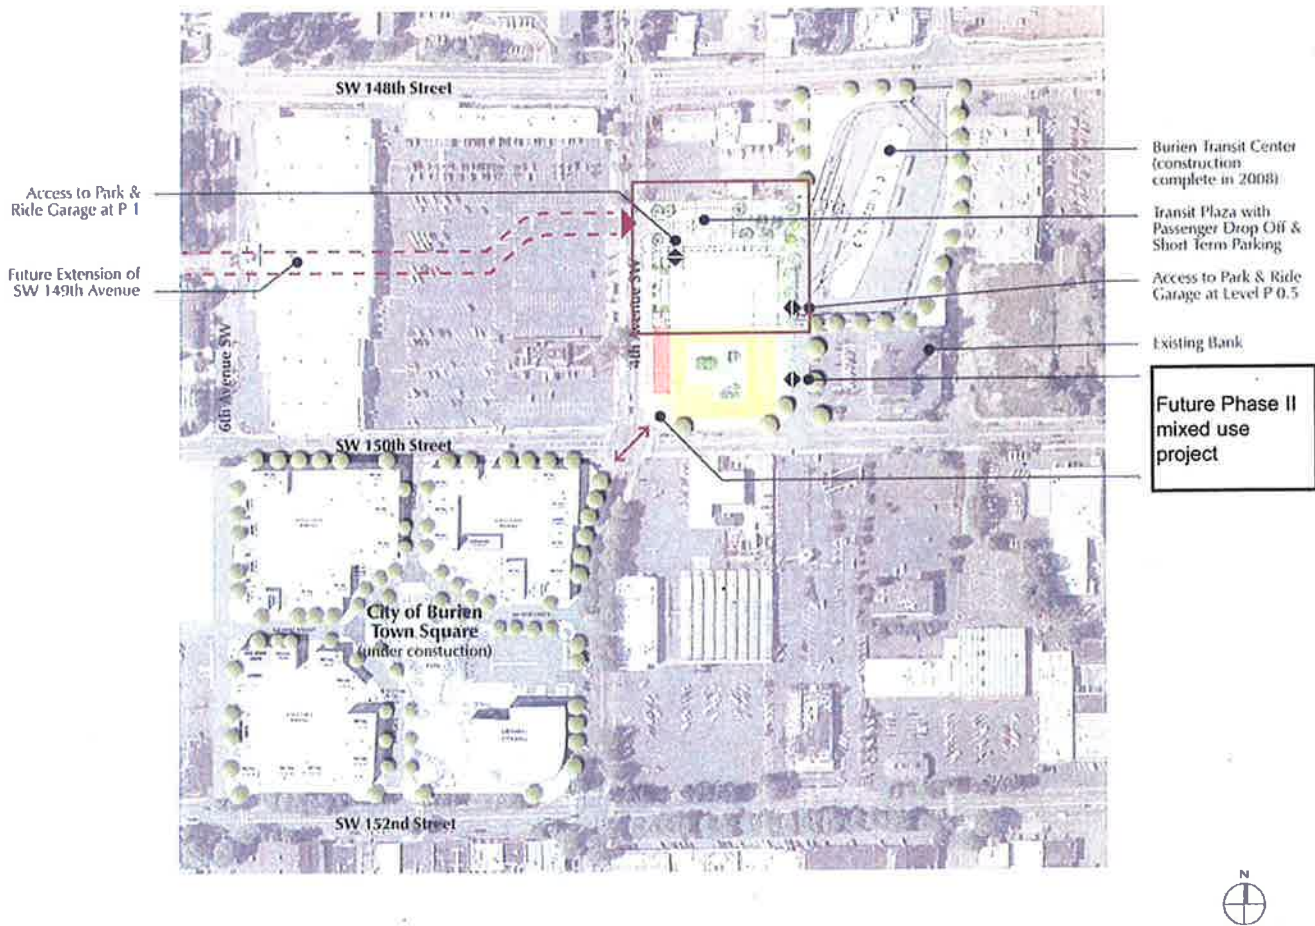 SW 148th Street
Access to Park &
Ride Garage at P 1
Future Extension of
SW 149th Avenue
6th Avenue SW
4th Avenue SW
Burien Transit Center
(construction
complete in 2008)
Transit Plaza with
Passenger Drop Off &
Short Term Parking
Access to Park & Ride
Garage at Level P 0.5
Existing Bank
Future Phase II
mixed use
project
SW 150th Street
City of Burien
Town Square
(under constuction)
SW 152nd Street
N